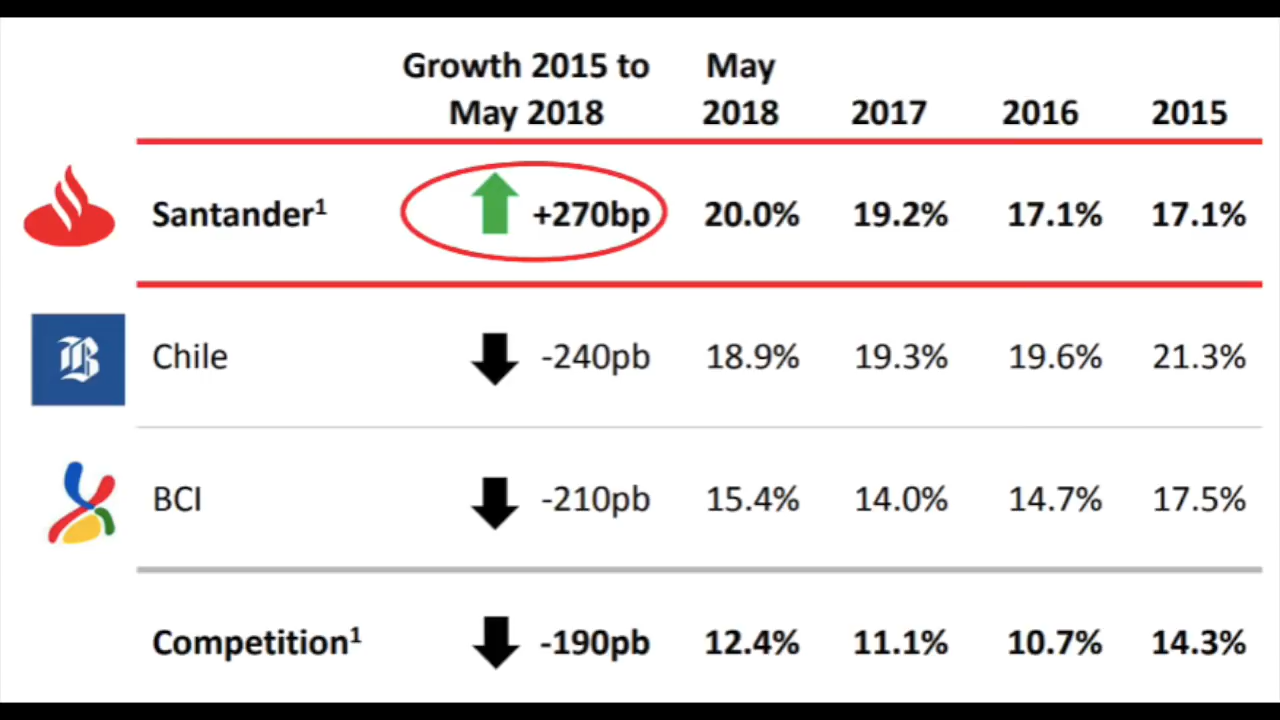 Growth 2015 to May 2018 May 2018 2017 2016 2015
Santander¹ +270bp 20.0% 19.2% 17.1% 17.1%
B
Chile -240pb 18.9% 19.3% 19.6% 21.3%
BCI -210pb 15.4% 14.0% 14.7% 17.5%
Competition¹ -190pb 12.4% 11.1% 10.7% 14.3%